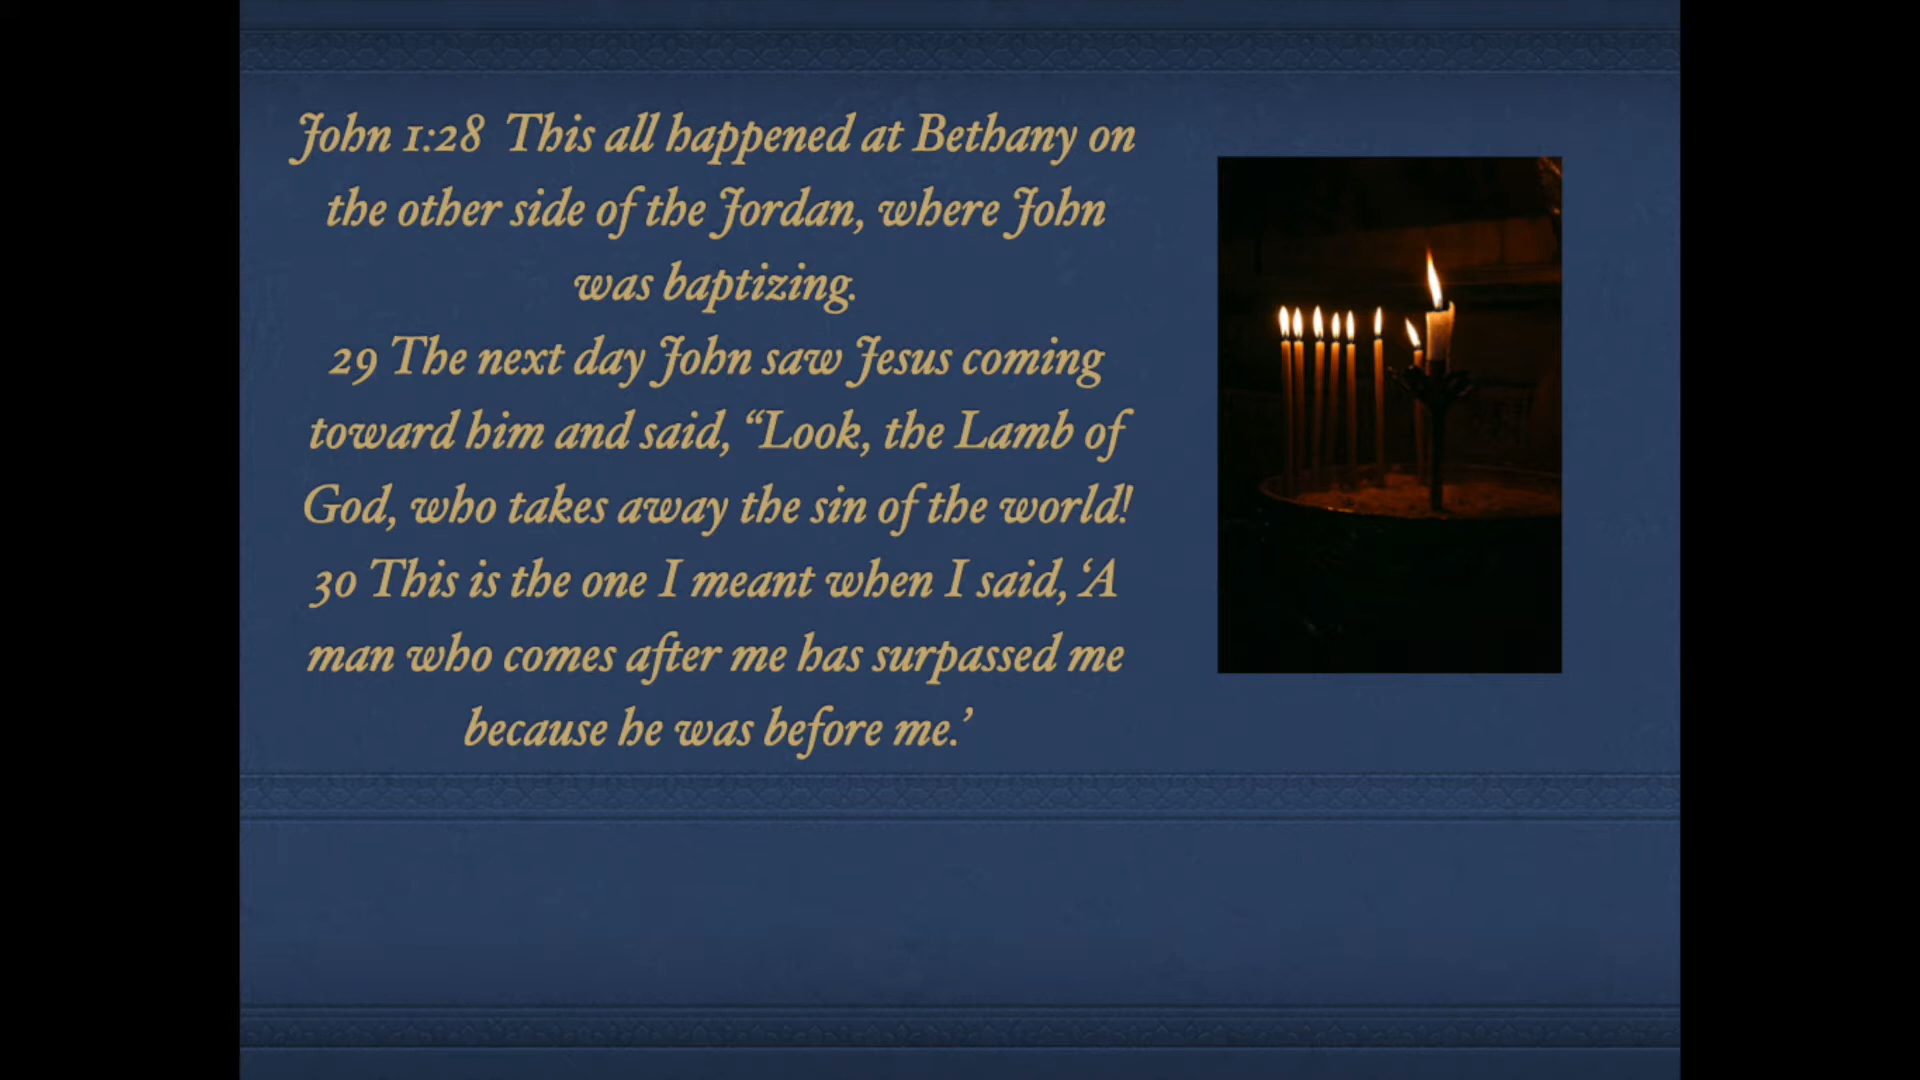 John 1:28  This all happened at Bethany on
the other side of the Jordan, where John
was baptizing.
29 The next day John saw Jesus coming
toward him and said, “Look, the Lamb of
God, who takes away the sin of the world!
30 This is the one I meant when I said, ‘A
man who comes after me has surpassed me
because he was before me.’